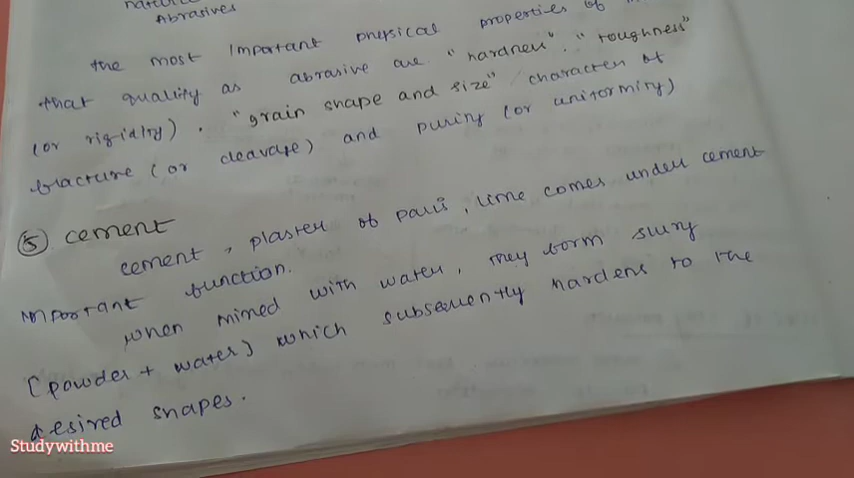 Abrasives
the most important physical properties of
that quality as abrasive are "hardness". "toughness"
(or rigidity). "grain shape and size" character of
fracture (or cleavage) and purity (or uniformity)
⑤ cement
cement, plaster of paris, lime comes under cement
important function.
when mixed with water, they form slurry
[powder + water] which subsequently hardens to the
desired shapes.
Studywithme